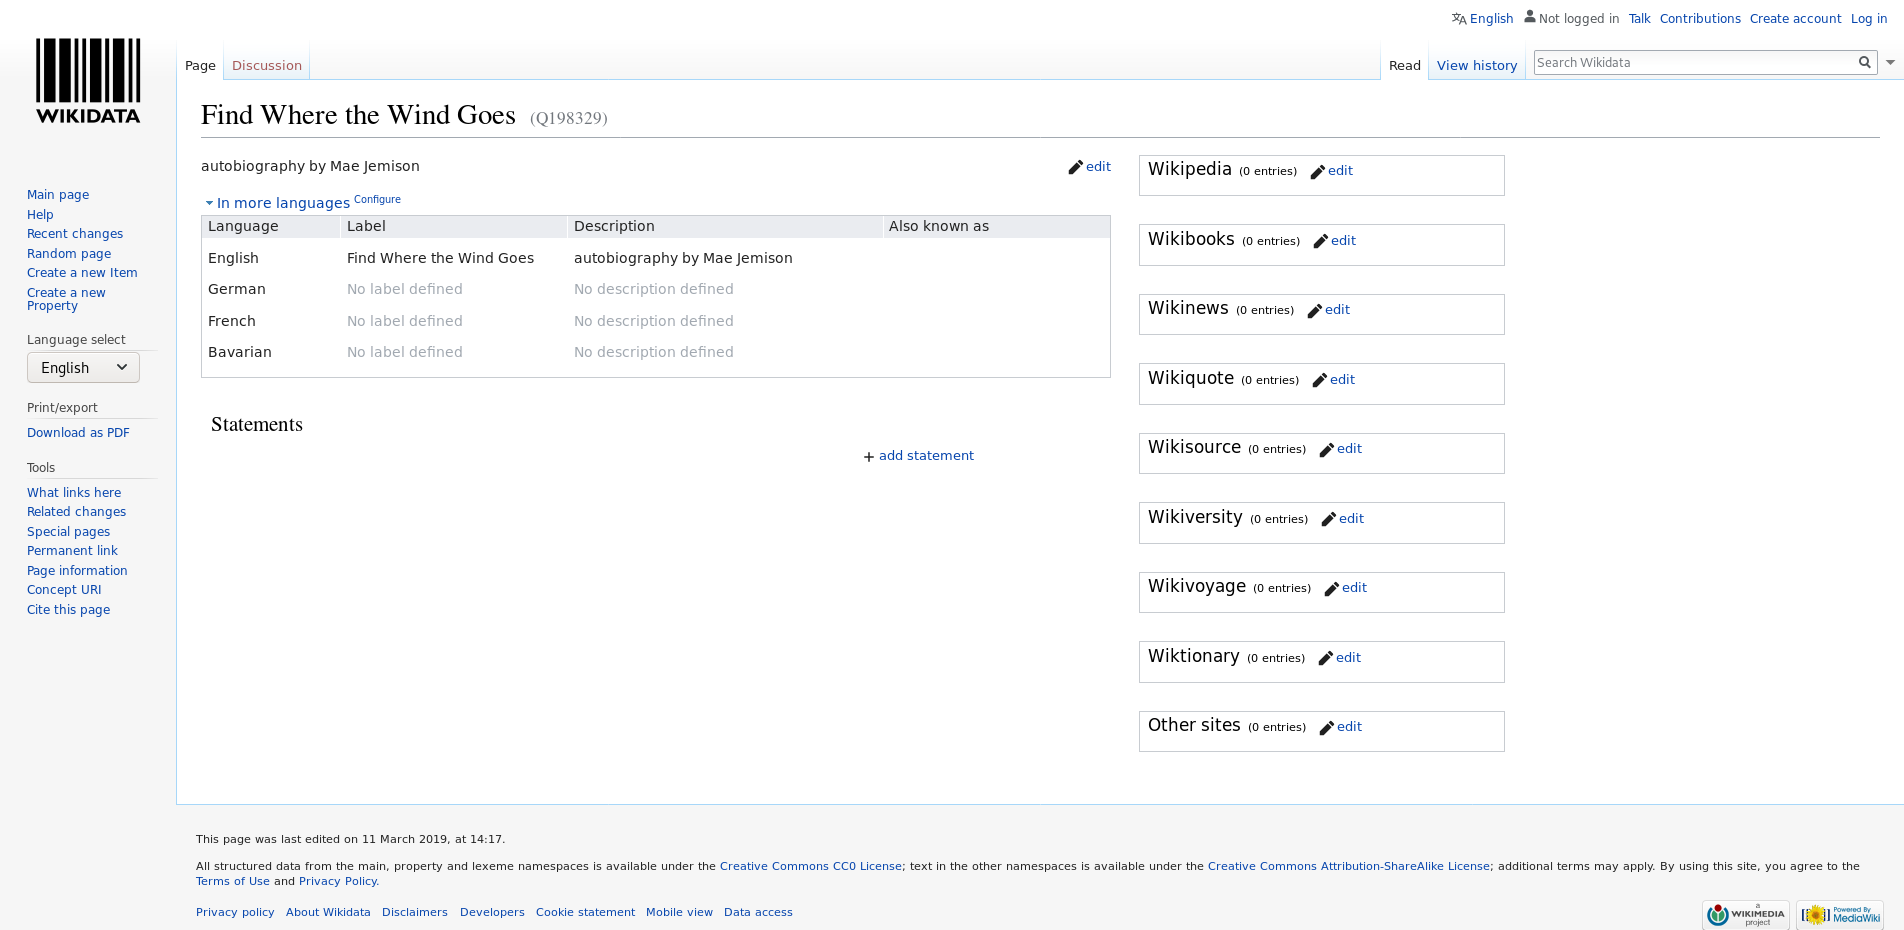 English Not logged in Talk Contributions Create account Log in
WIKIDATA
Page Discussion Read View history Search Wikidata
Find Where the Wind Goes (Q198329)
autobiography by Mae Jemison edit
In more languages Configure
Language Label Description Also known as
English Find Where the Wind Goes autobiography by Mae Jemison
German No label defined No description defined
French No label defined No description defined
Bavarian No label defined No description defined
Statements
+ add statement
Wikipedia (0 entries) edit
Wikibooks (0 entries) edit
Wikinews (0 entries) edit
Wikiquote (0 entries) edit
Wikisource (0 entries) edit
Wikiversity (0 entries) edit
Wikivoyage (0 entries) edit
Wiktionary (0 entries) edit
Other sites (0 entries) edit
Main page
Help
Recent changes
Random page
Create a new Item
Create a new
Property
Language select
English
Print/export
Download as PDF
Tools
What links here
Related changes
Special pages
Permanent link
Page information
Concept URI
Cite this page
This page was last edited on 11 March 2019, at 14:17.
All structured data from the main, property and lexeme namespaces is available under the Creative Commons CC0 License; text in the other namespaces is available under the Creative Commons Attribution-ShareAlike License; additional terms may apply. By using this site, you agree to the
Terms of Use and Privacy Policy.
Privacy policy About Wikidata Disclaimers Developers Cookie statement Mobile view Data access
a
WIKIMEDIA
project
Powered By
MediaWiki